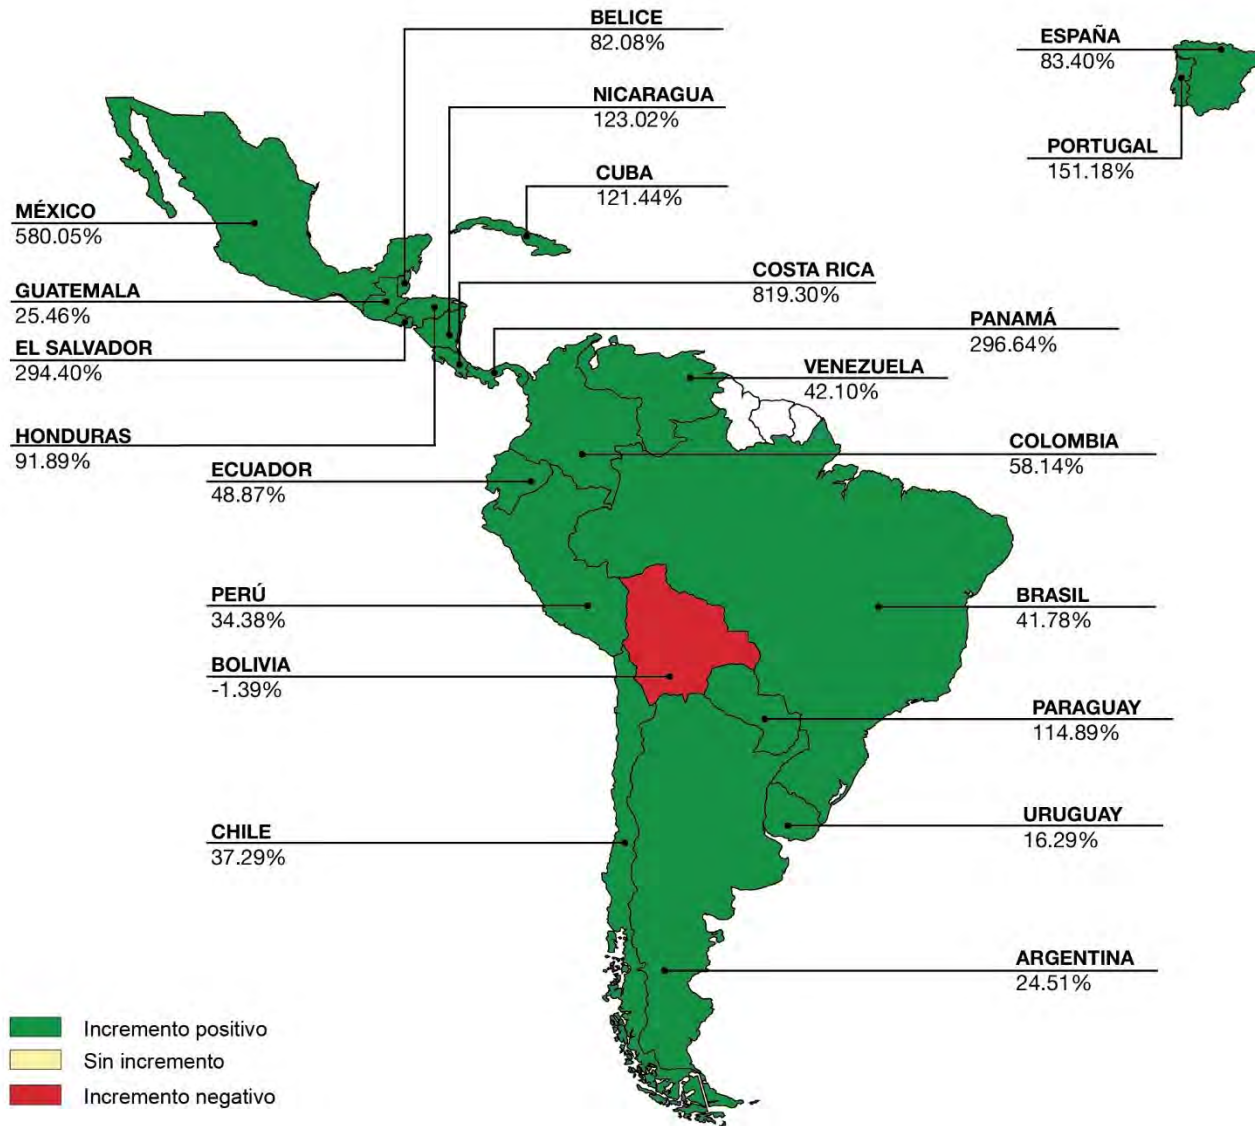 BELICE
82.08%
ESPAÑA
83.40%
NICARAGUA
123.02%
PORTUGAL
151.18%
CUBA
121.44%
MÉXICO
580.05%
COSTA RICA
819.30%
GUATEMALA
25.46%
PANAMÁ
296.64%
EL SALVADOR
294.40%
VENEZUELA
42.10%
HONDURAS
91.89%
COLOMBIA
58.14%
ECUADOR
48.87%
PERÚ
34.38%
BRASIL
41.78%
BOLIVIA
-1.39%
PARAGUAY
114.89%
CHILE
37.29%
URUGUAY
16.29%
ARGENTINA
24.51%
Incremento positivo
Sin incremento
Incremento negativo